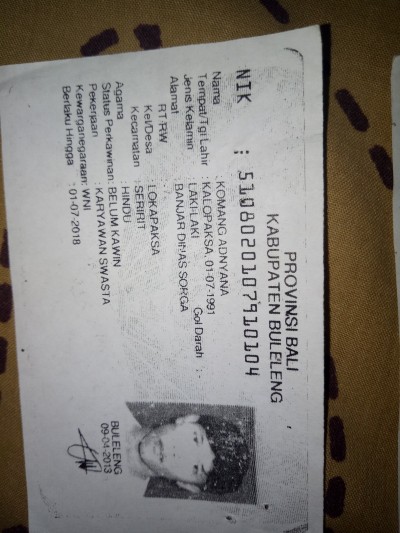 PROVINSI BALI
KABUPATEN BULELENG
NIK : 5108020107910104
Nama : KOMANG ADNYANA
Tempat/Tgl Lahir : KALOPAKSA, 01-07-1991
Jenis Kelamin : LAKI-LAKI Gol Darah : -
Alamat : BANJAR DINAS SORGA
RT/RW : -
Kel/Desa : LOKAPAKSA
Kecamatan : SERIRIT
Agama : HINDU
Status Perkawinan: BELUM KAWIN
Pekerjaan : KARYAWAN SWASTA
Kewarganegaraan: WNI
Berlaku Hingga : 01-07-2018
BULELENG
09-04-2013